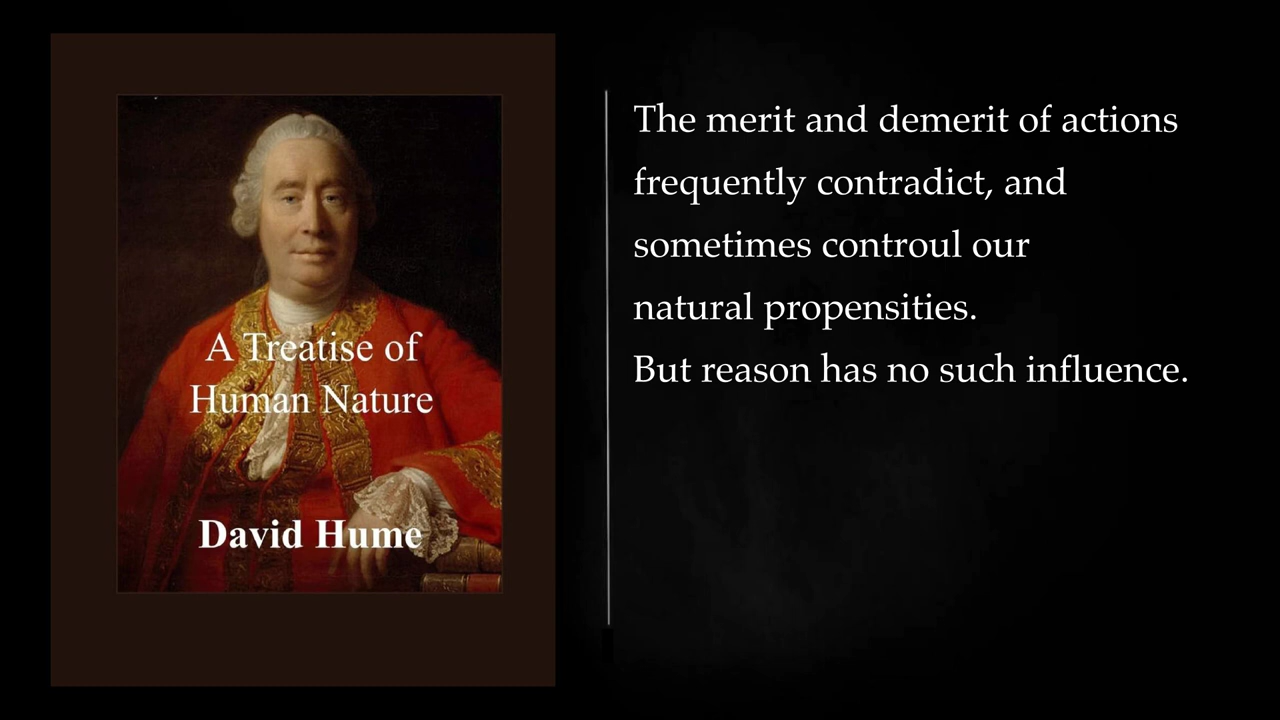 A Treatise of
Human Nature
David Hume
The merit and demerit of actions
frequently contradict, and
sometimes controul our
natural propensities.
But reason has no such influence.